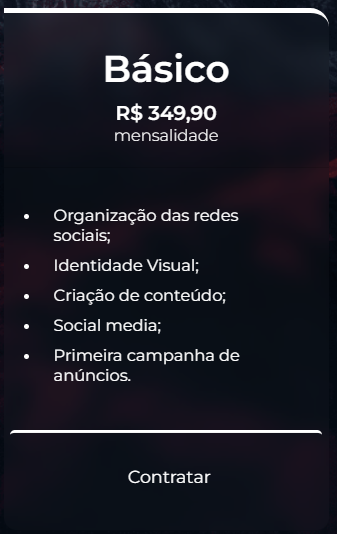 Básico
R$ 349,90
mensalidade
• Organização das redes
sociais;
• Identidade Visual;
• Criação de conteúdo;
• Social media;
• Primeira campanha de
anúncios.
Contratar